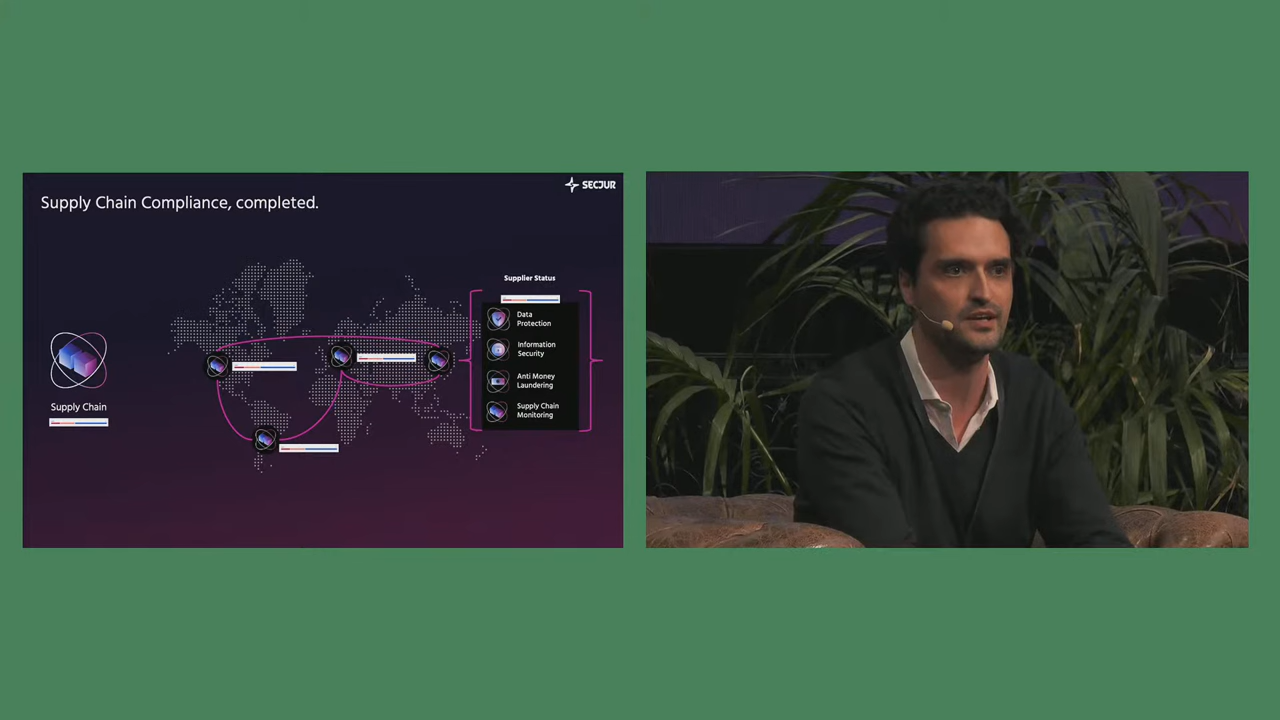 SECJUR
Supply Chain Compliance, completed.
Supplier Status
Data
Protection
Information
Security
Anti Money
Laundering
Supply Chain
Monitoring
Supply Chain